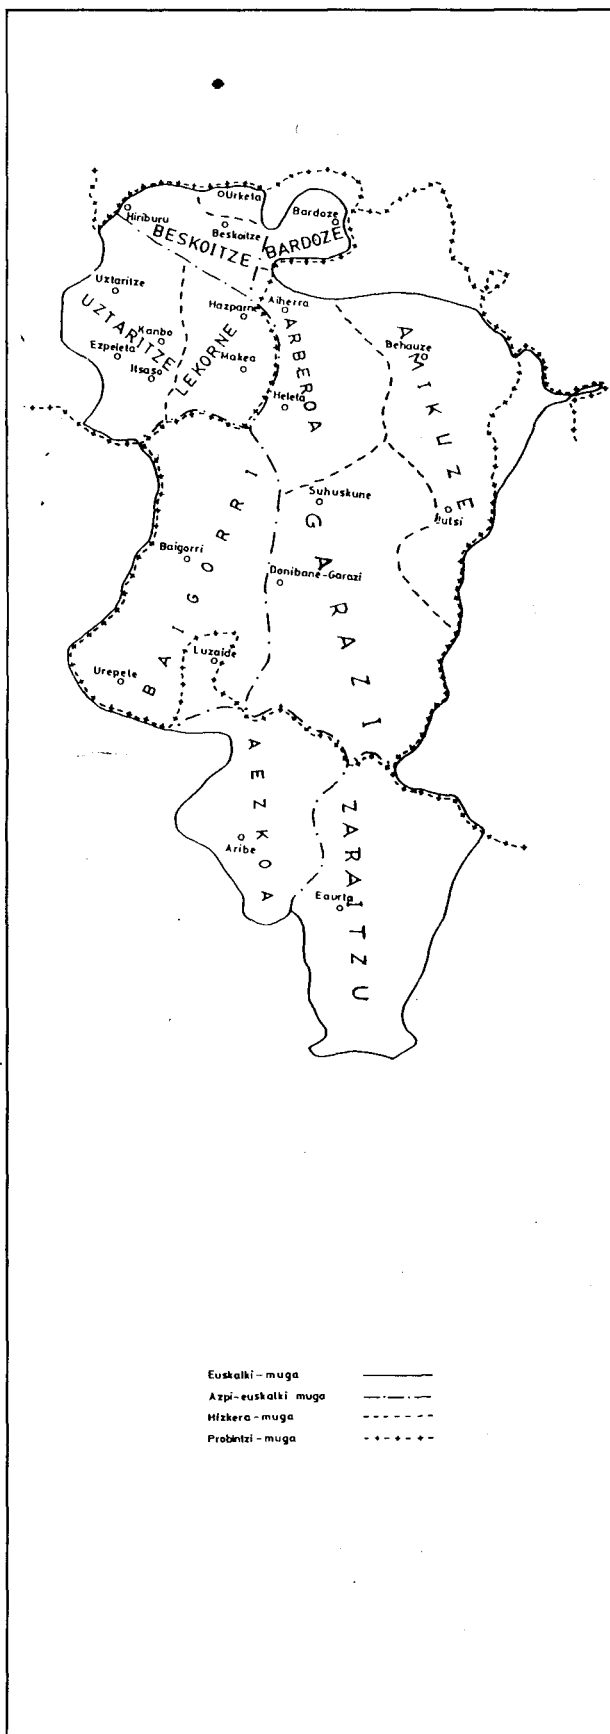 Urketa
Hiriburu
Beskoitze
Bardoze
BESKOITZE
BARDOZE
Uztaritze
UZTARITZE
Kanbo
Ezpeleta
Itsaso
Hazparne
LEKORNE
Makea
Aiherra
ARBEROA
Heleta
AMIKUZE
Behauze
Suhuskune
Jutsi
GARAZI
Donibane-Garazi
BAIGORRI
Baigorri
Luzaide
Urepele
AEZKOA
Aribe
ZARAITZU
Eaurta
Euskalki-muga
Azpi-euskalki muga
Hizkera-muga
Probintzi-muga